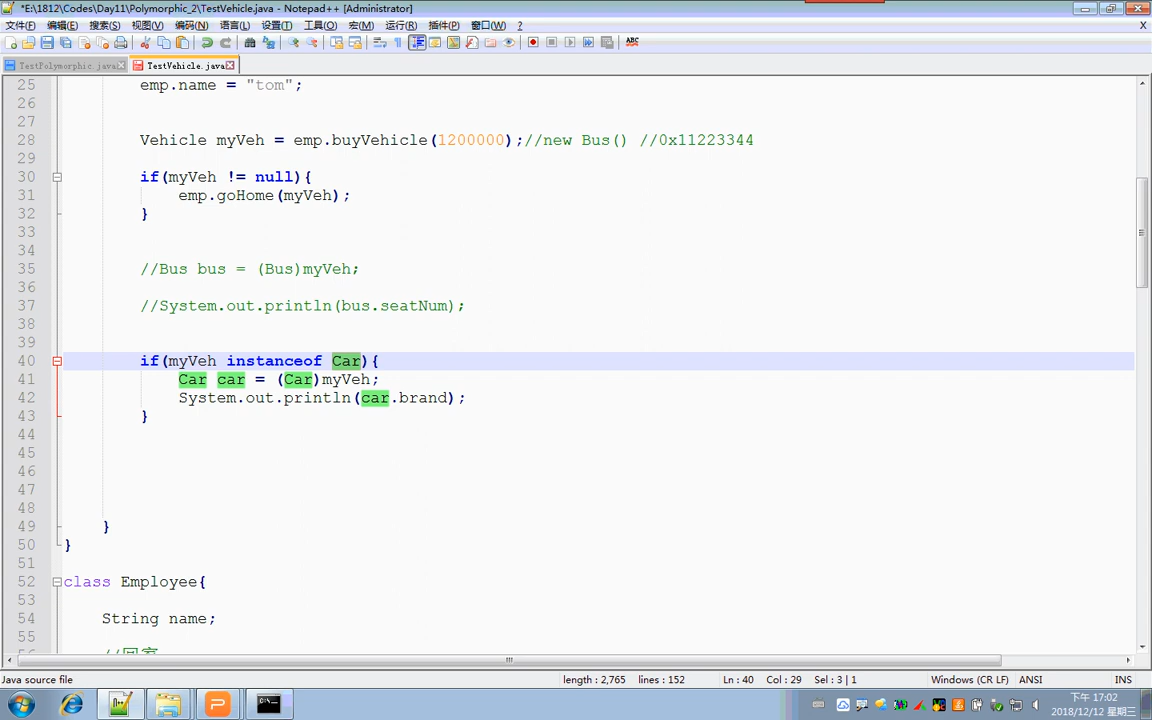 *E:\1812\Codes\Day11\Polymorphic_2\TestVehicle.java - Notepad++ [Administrator]
文件(F) 编辑(E) 搜索(S) 视图(V) 编码(N) 语言(L) 设置(T) 工具(O) 宏(M) 运行(R) 插件(P) 窗口(W) ? X
ABC
TestPolymorphic.java TestVehicle.java
25 emp.name = "tom";
26
27
28 Vehicle myVeh = emp.buyVehicle(1200000);//new Bus() //0x11223344
29
30 if(myVeh != null){
31 emp.goHome(myVeh);
32 }
33
34
35 //Bus bus = (Bus)myVeh;
36
37 //System.out.println(bus.seatNum);
38
39
40 if(myVeh instanceof Car){
41 Car car = (Car)myVeh;
42 System.out.println(car.brand);
43 }
44
45
46
47
48
49 }
50 }
51
52 class Employee{
53
54 String name;
55
Java source file length : 2,765 lines : 152 Ln : 40 Col : 29 Sel : 3 | 1 Windows (CR LF) ANSI INS
下午 17:02
2018/12/12 星期三